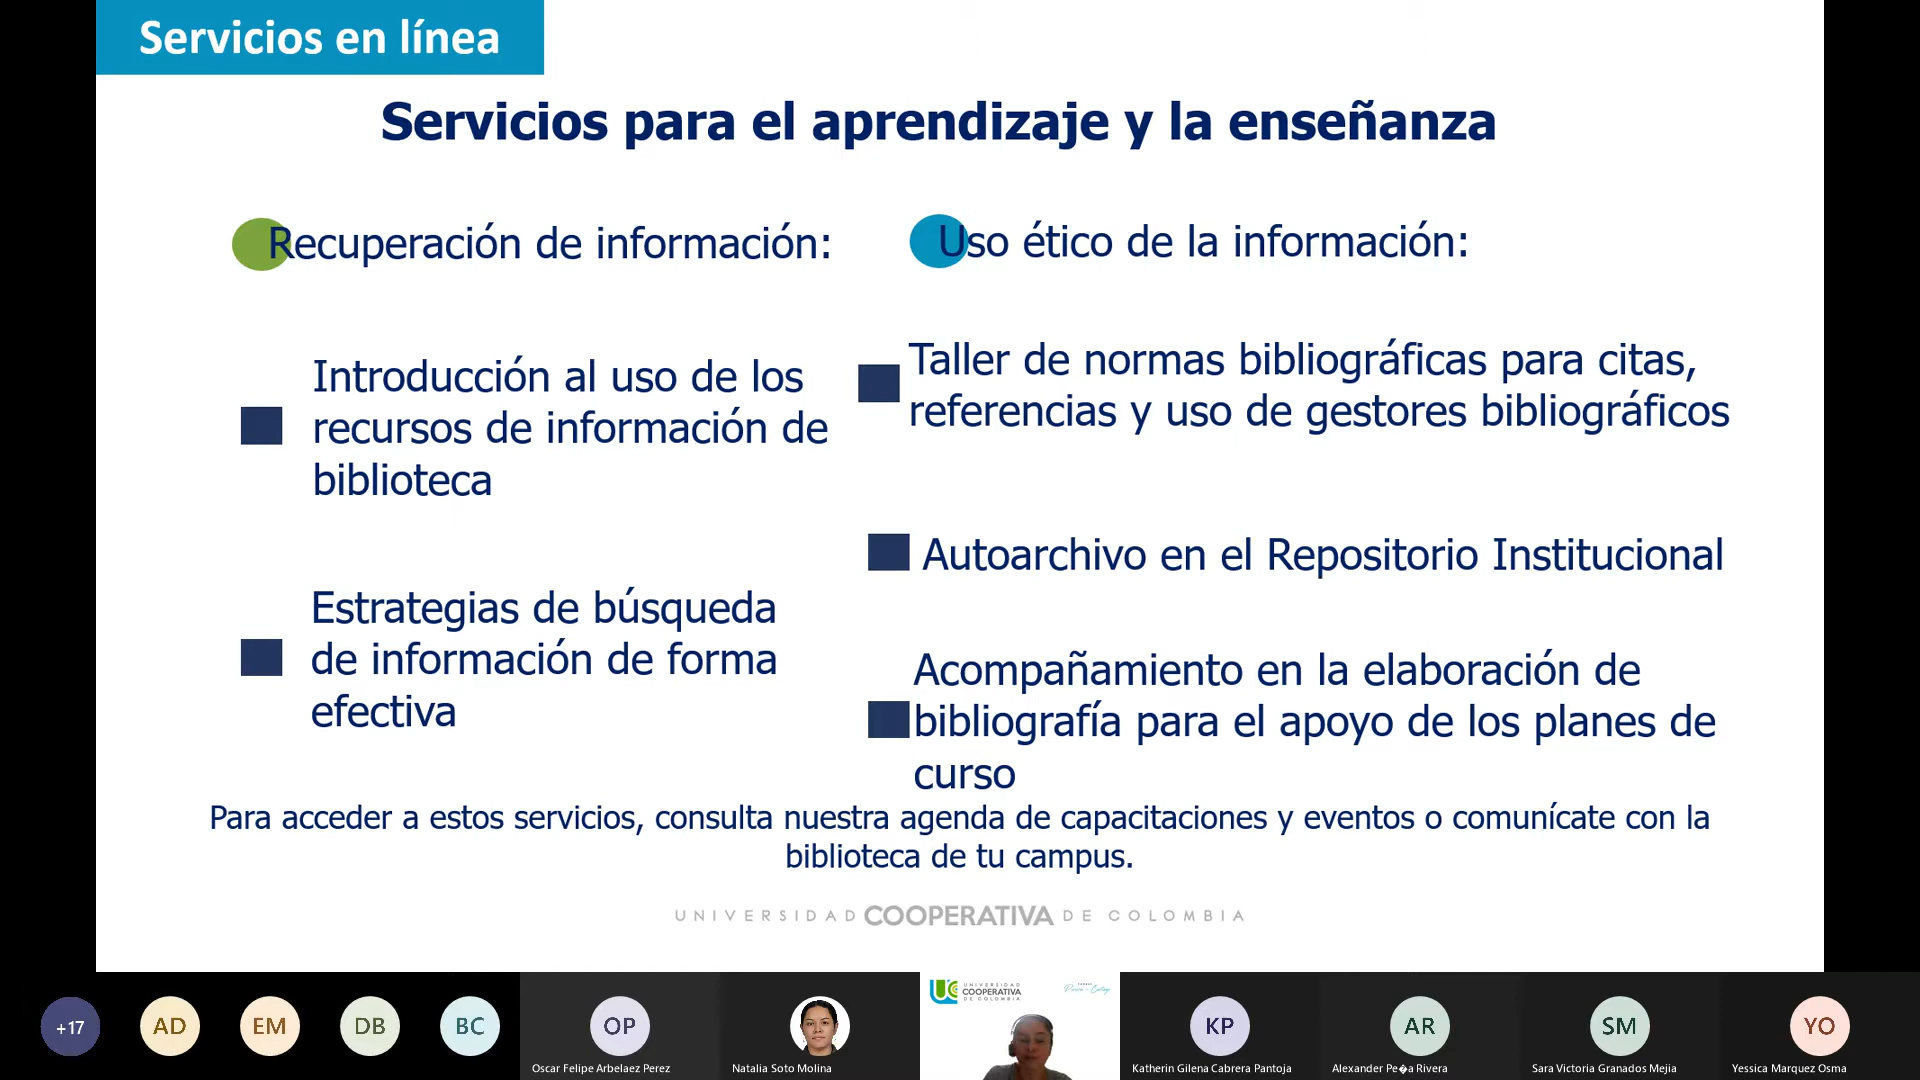 Servicios en línea
Servicios para el aprendizaje y la enseñanza
Recuperación de información:
Introducción al uso de los
recursos de información de
biblioteca
Estrategias de búsqueda
de información de forma
efectiva
Uso ético de la información:
Taller de normas bibliográficas para citas,
referencias y uso de gestores bibliográficos
Autoarchivo en el Repositorio Institucional
Acompañamiento en la elaboración de
bibliografía para el apoyo de los planes de
curso
Para acceder a estos servicios, consulta nuestra agenda de capacitaciones y eventos o comunícate con la
biblioteca de tu campus.
UNIVERSIDAD COOPERATIVA DE COLOMBIA
+17
AD
EM
DB
BC
OP
Oscar Felipe Arbelaez Perez
Natalia Soto Molina
UNIVERSIDAD
COOPERATIVA
DE COLOMBIA
KP
Katherin Gilena Cabrera Pantoja
AR
Alexander Pe�a Rivera
SM
Sara Victoria Granados Mejia
YO
Yessica Marquez Osma